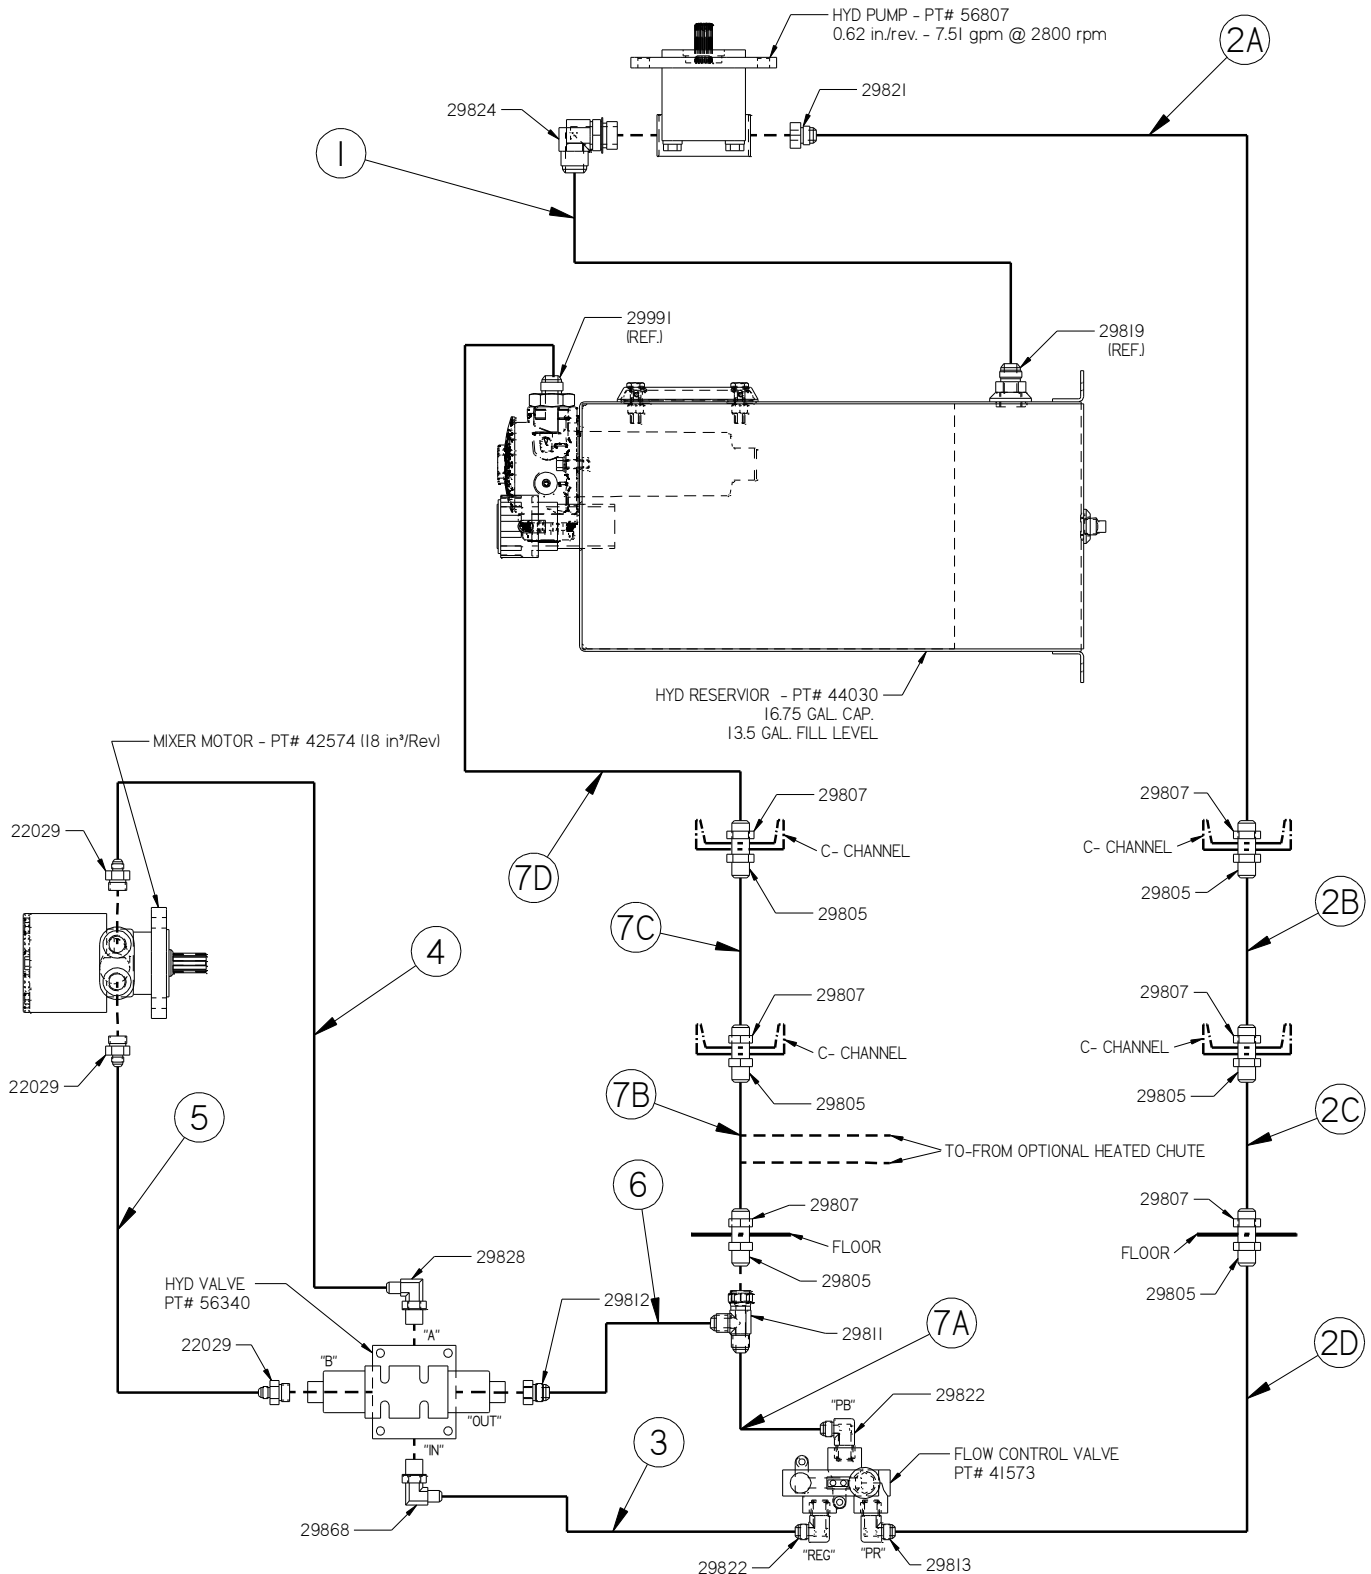 HYD PUMP - PT# 56807
0.62 in./rev. - 7.51 gpm @ 2800 rpm
2A
29824
29821
1
29991
(REF.)
29819
(REF.)
HYD RESERVIOR - PT# 44030
16.75 GAL. CAP.
13.5 GAL. FILL LEVEL
MIXER MOTOR - PT# 42574 (18 in³/Rev)
22029
7D
29807
C- CHANNEL
29805
29807
C- CHANNEL
29805
7C
2B
4
29807
C- CHANNEL
29805
29807
C- CHANNEL
29805
22029
5
7B
2C
TO-FROM OPTIONAL HEATED CHUTE
6
29807
FLOOR
29805
29807
FLOOR
29805
29828
HYD VALVE
PT# 56340
29812
29811
7A
2D
"A"
22029
"B"
"OUT"
"IN"
29868
3
"PB"
29822
FLOW CONTROL VALVE
PT# 41573
29822
"REG"
"PR"
29813